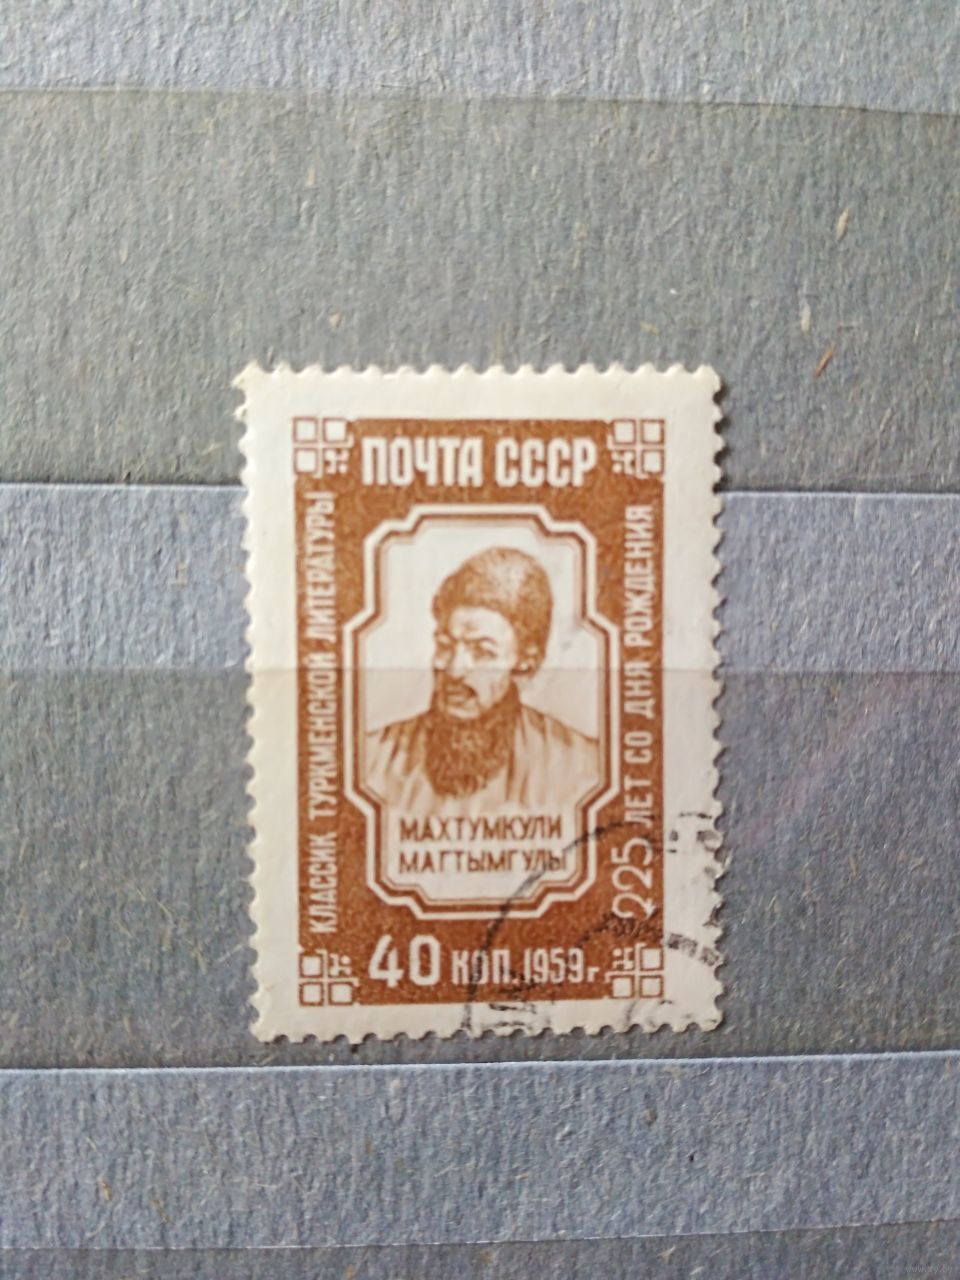 ПОЧТА СССР
КЛАССИК ТУРКМЕНСКОЙ ЛИТЕРАТУРЫ
225 ЛЕТ СО ДНЯ РОЖДЕНИЯ
МАХТУМКУЛИ
МАГТЫМГУЛЫ
40 КОП. 1959 г.